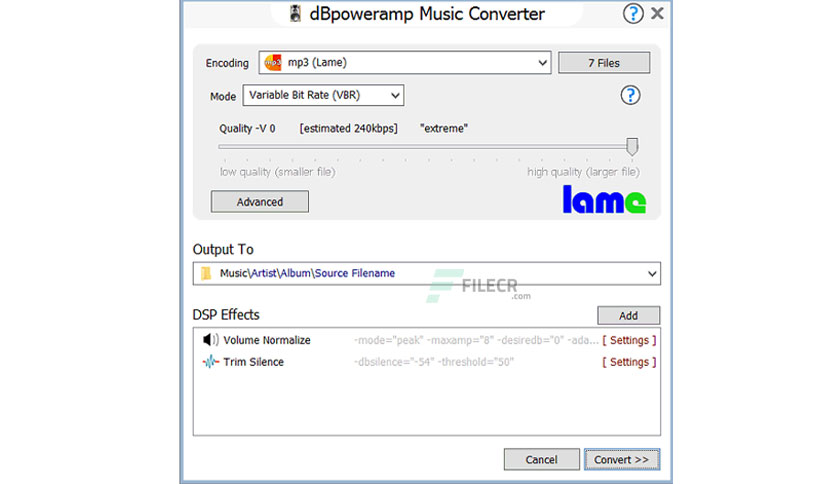 dBpoweramp Music Converter
Encoding mp3 mp3 (Lame) 7 Files
Mode Variable Bit Rate (VBR)
Quality -V 0 [estimated 240kbps] "extreme"
low quality (smaller file) high quality (larger file)
Advanced lame
Output To
Music\Artist\Album\Source Filename
FILECR
.com
DSP Effects Add
Volume Normalize -mode="peak" -maxamp="8" -desiredb="0" -ada... [ Settings ]
Trim Silence -dbsilence="-54" -threshold="50" [ Settings ]
Cancel Convert >>